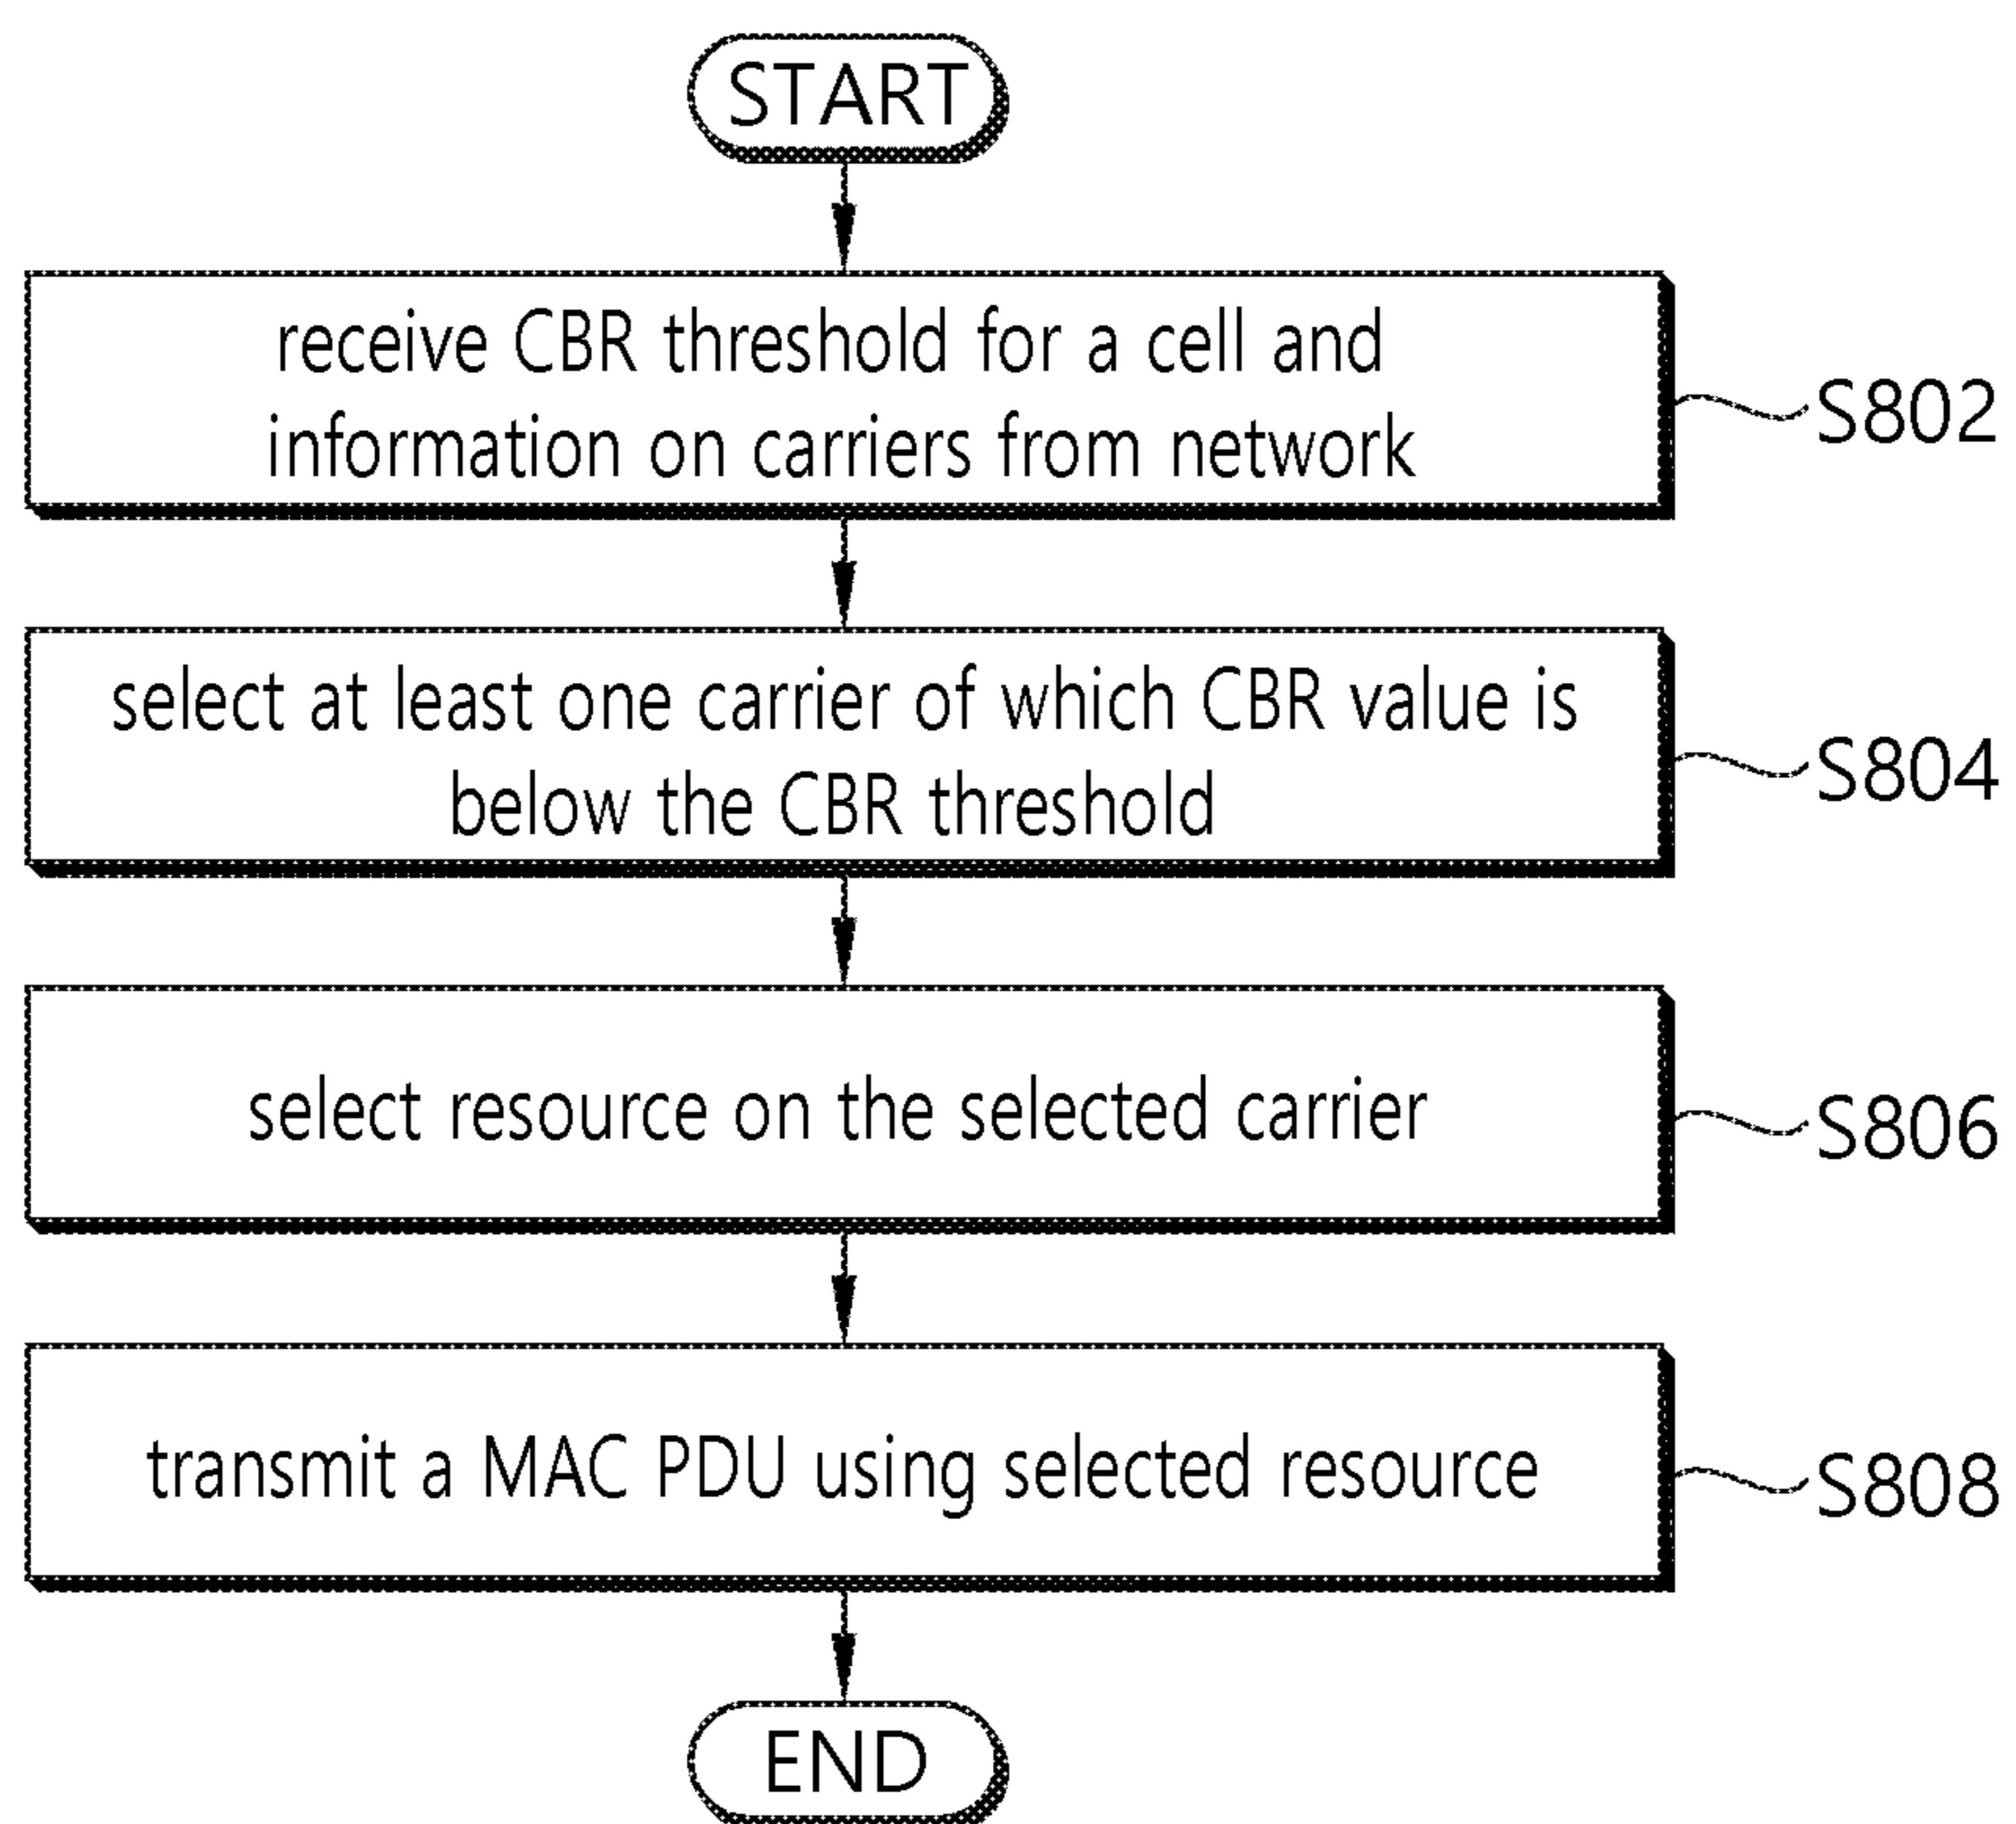 START
receive CBR threshold for a cell and
information on carriers from network
S802
select at least one carrier of which CBR value is
below the CBR threshold
S804
select resource on the selected carrier
S806
transmit a MAC PDU using selected resource
S808
END